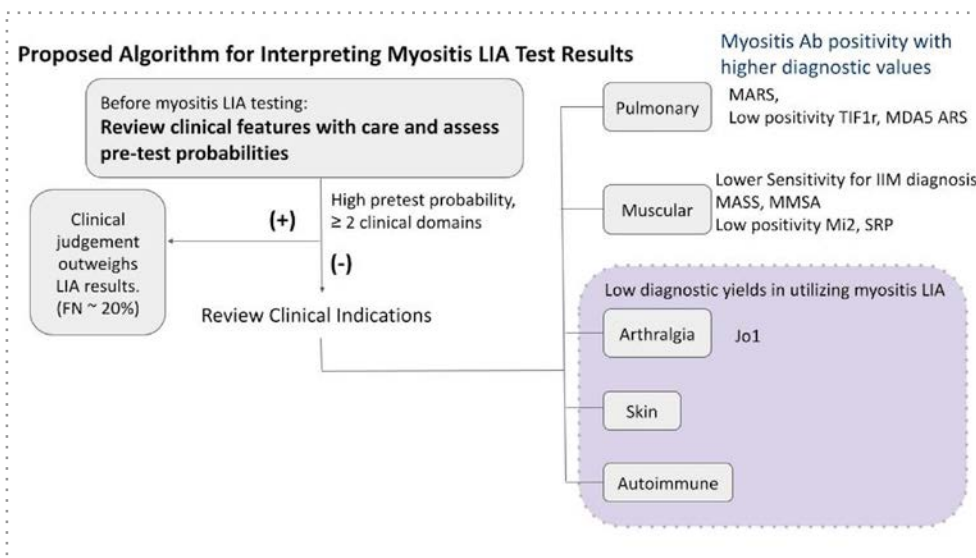 Proposed Algorithm for Interpreting Myositis LIA Test Results
Before myositis LIA testing:
Review clinical features with care and assess
pre-test probabilities
High pretest probability,
≥ 2 clinical domains
(+)
Clinical
judgement
outweighs
LIA results.
(FN ~ 20%)
(-)
Review Clinical Indications
Myositis Ab positivity with
higher diagnostic values
Pulmonary
MARS,
Low positivity TIF1r, MDA5 ARS
Muscular
Lower Sensitivity for IIM diagnosis
MASS, MMSA
Low positivity Mi2, SRP
Low diagnostic yields in utilizing myositis LIA
Arthralgia
Jo1
Skin
Autoimmune